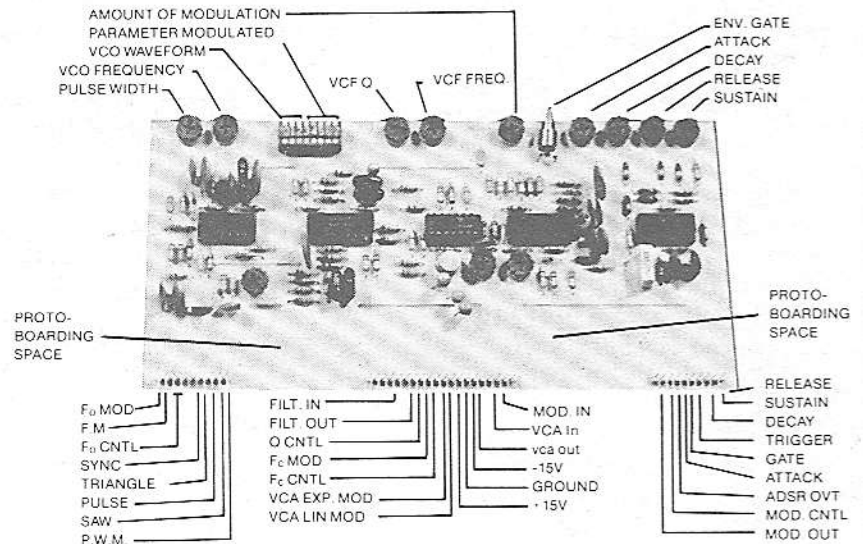 AMOUNT OF MODULATION
PARAMETER MODULATED
VCO WAVEFORM
VCO FREQUENCY
PULSE WIDTH
VCF Q
VCF FREQ.
ENV. GATE
ATTACK
DECAY
RELEASE
SUSTAIN
PROTO-
BOARDING
SPACE
PROTO-
BOARDING
SPACE
F₀ MOD
F.M
F₀ CNTL
SYNC
TRIANGLE
PULSE
SAW
P.W.M.
FILT. IN
FILT. OUT
Q CNTL
Fc MOD
Fc CNTL
VCA EXP. MOD
VCA LIN MOD
MOD. IN
VCA In
vca out
-15V
GROUND
+15V
RELEASE
SUSTAIN
DECAY
TRIGGER
GATE
ATTACK
ADSR OVT
MOD. CNTL
MOD OUT